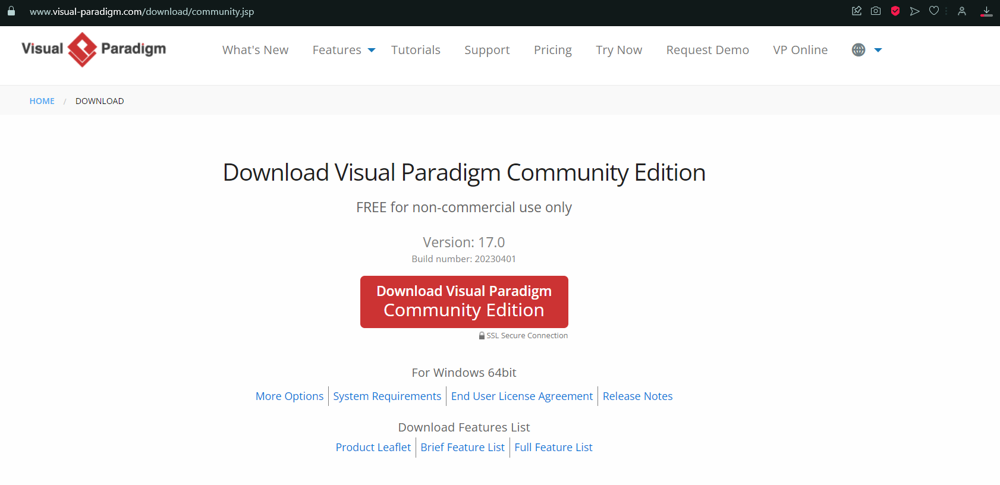 www.visual-paradigm.com/download/community.jsp
Visual Paradigm
What's New Features Tutorials Support Pricing Try Now Request Demo VP Online
HOME / DOWNLOAD
Download Visual Paradigm Community Edition
FREE for non-commercial use only
Version: 17.0
Build number: 20230401
Download Visual Paradigm
Community Edition
SSL Secure Connection
For Windows 64bit
More Options System Requirements End User License Agreement Release Notes
Download Features List
Product Leaflet Brief Feature List Full Feature List